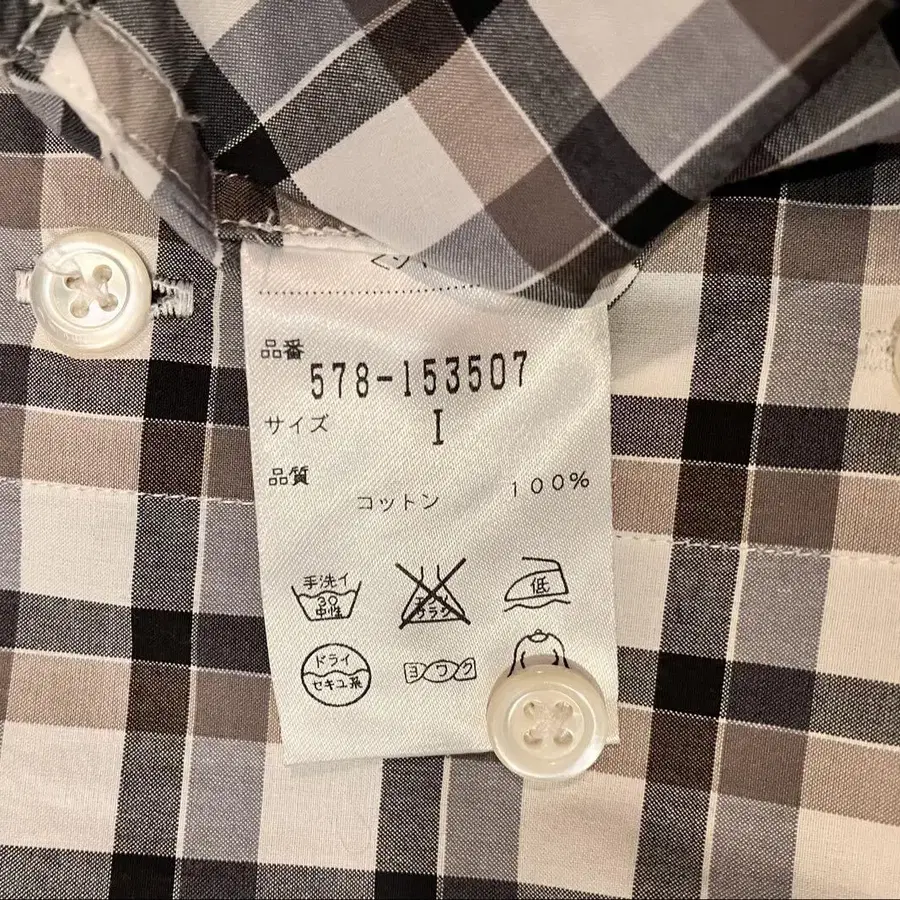 品番
578-153507
サイズ I
品質
コットン 100%
手洗イ
30
中性
低
ドライ
セキユ系
ヨワク